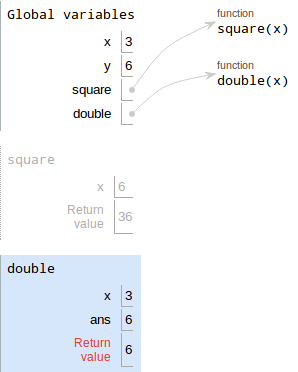 Global variables
x 3
y 6
square
double
function
square(x)
function
double(x)
square
x 6
Return
value 36
double
x 3
ans 6
Return
value 6